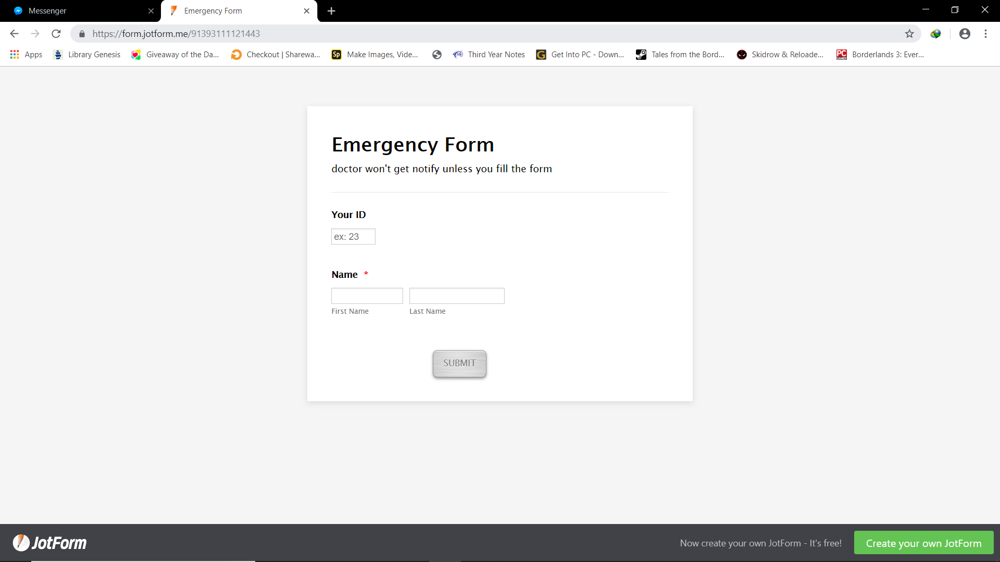 Messenger
Emergency Form
https://form.jotform.me/91393111121443
Apps
Library Genesis
Giveaway of the Da...
Checkout | Sharewa...
Sp
Make Images, Vide...
Third Year Notes
G
Get Into PC - Down...
Tales from the Bord...
Skidrow & Reloade...
PC
GAMER
Borderlands 3: Ever...
Emergency Form
doctor won't get notify unless you fill the form
Your ID
ex: 23
Name *
First Name
Last Name
SUBMIT
JotForm
Now create your own JotForm - It's free!
Create your own JotForm